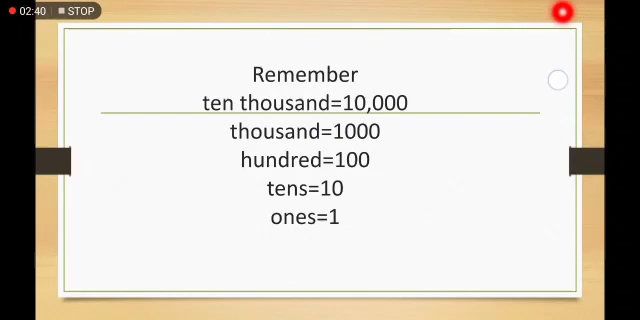 02:40 STOP
Remember
ten thousand=10,000
thousand=1000
hundred=100
tens=10
ones=1